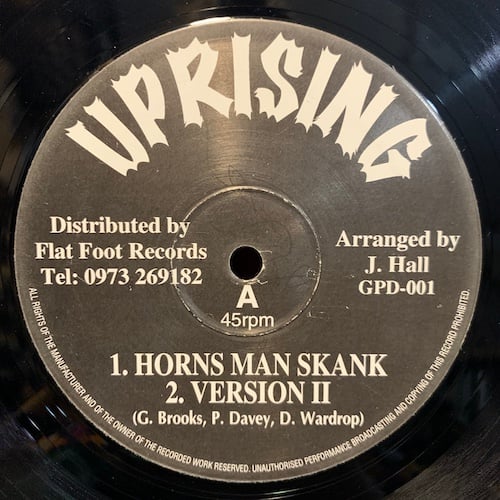 UPRISING
Distributed by
Flat Foot Records
Tel: 0973 269182
Arranged by
J. Hall
GPD-001
A
45rpm
1. HORNS MAN SKANK
2. VERSION II
(G. Brooks, P. Davey, D. Wardrop)
ALL RIGHTS OF THE MANUFACTURER AND OF THE OWNER OF THE RECORDED WORK RESERVED. UNAUTHORISED PERFORMANCE BROADCASTING AND COPYING OF THIS RECORD PROHIBITED.